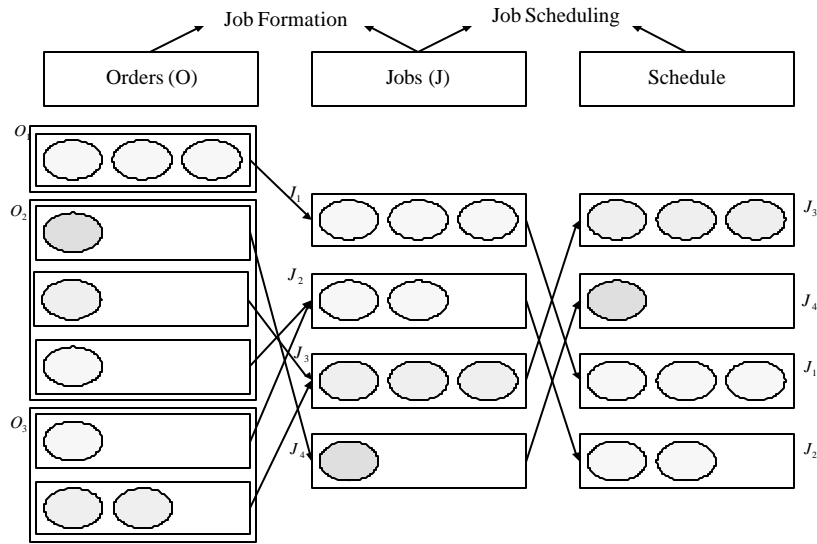 Job Formation
Job Scheduling
Orders (O)
Jobs (J)
Schedule
O1
J1
J3
O2
J2
J4
J3
J1
O3
J4
J2